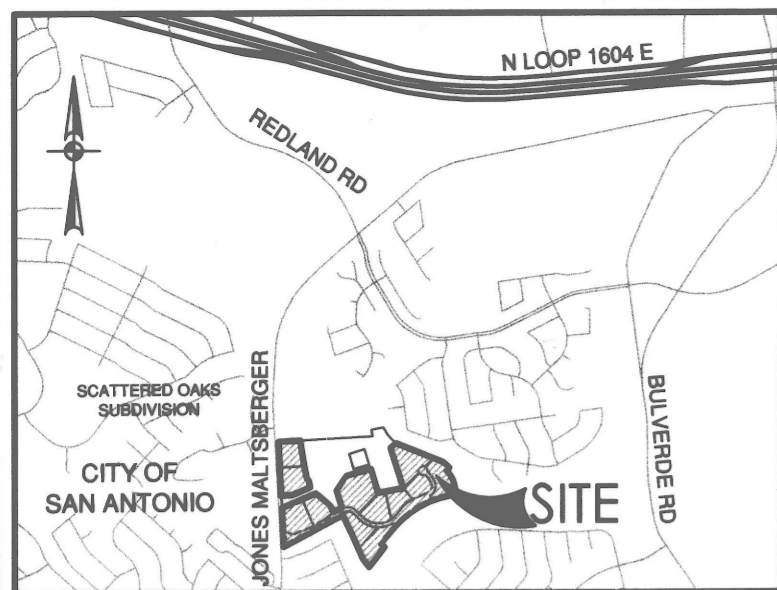 N LOOP 1604 E
REDLAND RD
SCATTERED OAKS
SUBDIVISION
JONES MALTSBERGER
BULVERDE RD
CITY OF
SAN ANTONIO
SITE